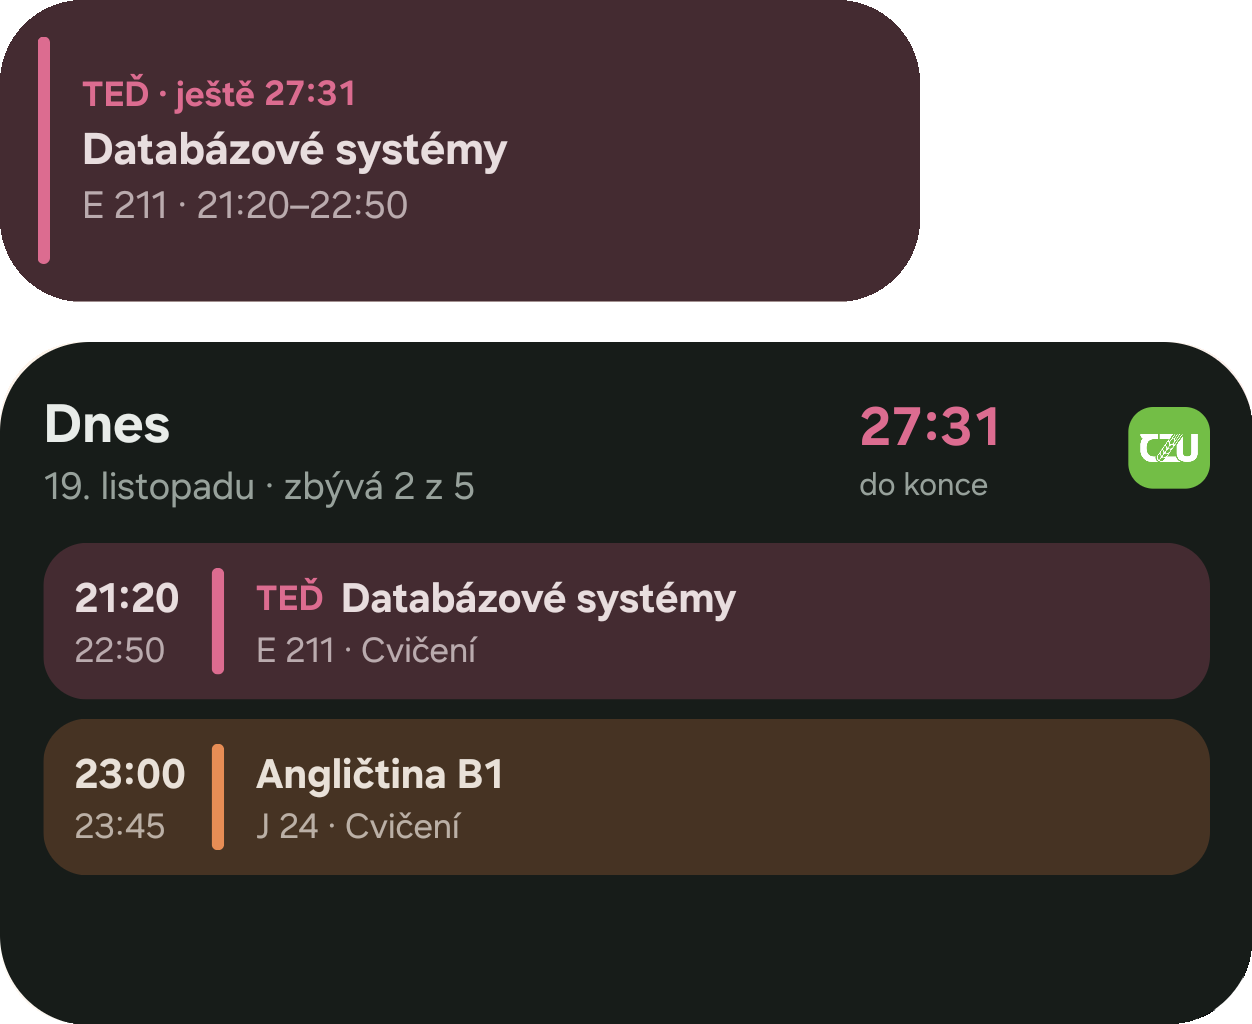 TEĎ · ještě 27:31
Databázové systémy
E 211 · 21:20–22:50
Dnes
19. listopadu · zbývá 2 z 5
27:31
do konce
CZU
21:20
22:50
TEĎ Databázové systémy
E 211 · Cvičení
23:00
23:45
Angličtina B1
J 24 · Cvičení